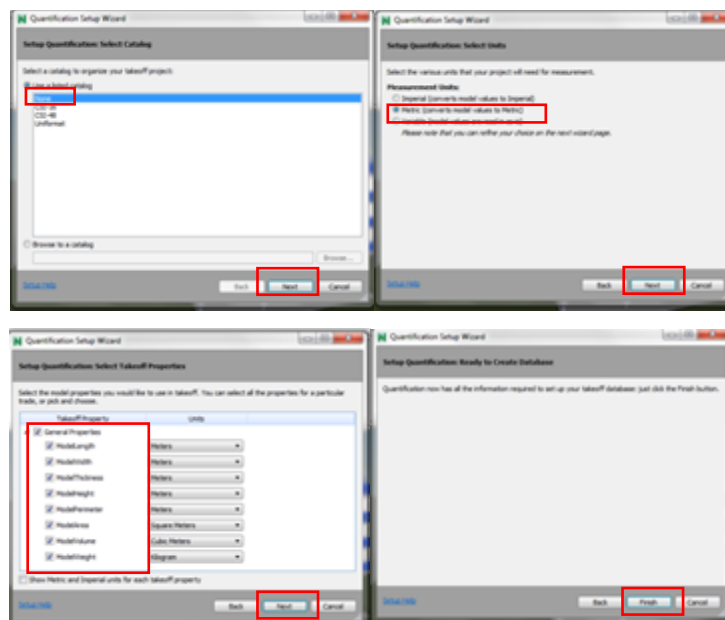 Quantification Setup Wizard
Setup Quantification: Select Catalog
Select a catalog to organize your takeoff project:
Use a listed catalog
None
CSI-16
CSI-48
Uniformat
Browse to a catalog
Browse...
Setup Help
Back
Next
Cancel
Quantification Setup Wizard
Setup Quantification: Select Units
Select the various units that your project will need for measurement.
Measurement Units:
Imperial (converts model values to Imperial)
Metric (converts model values to Metric)
Variable (model values are used as is)
Please note that you can refine your choice on the next wizard page.
Setup Help
Back
Next
Cancel
Quantification Setup Wizard
Setup Quantification: Select Takeoff Properties
Select the model properties you would like to use in takeoff. You can select all the properties for a particular
trade, or pick and choose.
Takeoff Property Units
General Properties
ModelLength Meters
ModelWidth Meters
ModelThickness Meters
ModelHeight Meters
ModelPerimeter Meters
ModelArea Square Meters
ModelVolume Cubic Meters
ModelWeight Kilogram
Show Metric and Imperial units for each takeoff property
Setup Help
Back
Next
Cancel
Quantification Setup Wizard
Setup Quantification: Ready to Create Database
Quantification now has all the information required to set up your takeoff database: just click the Finish button.
Setup Help
Back
Finish
Cancel